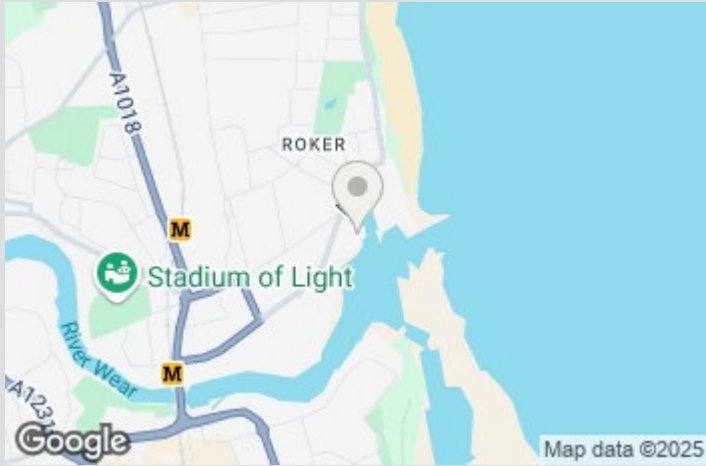 A1018
ROKER
M
Stadium of Light
River Wear
M
A1231
Google
Map data ©2025